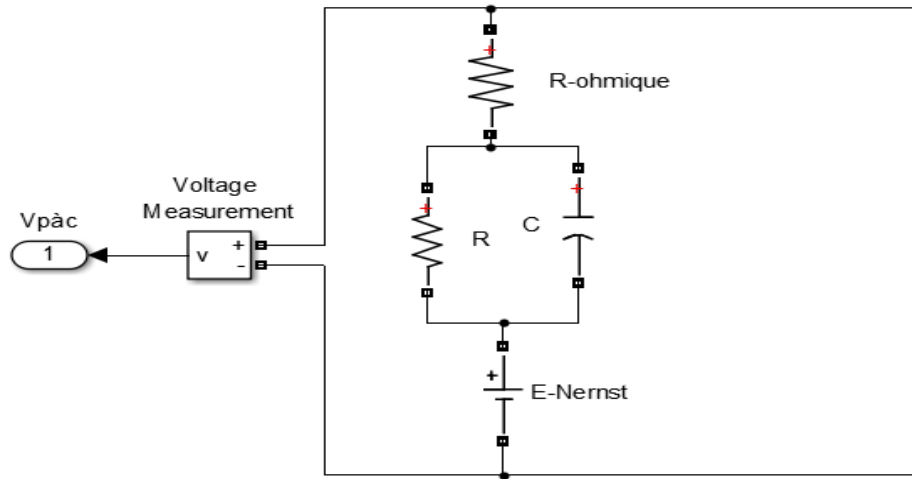 R-ohmique
Voltage
Measurement
Vpàc
1
v
+
-
R
C
+
E-Nernst